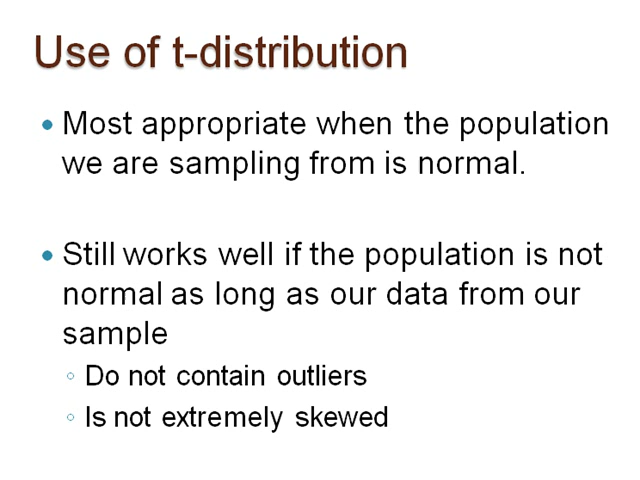 Use of t-distribution
• Most appropriate when the population
we are sampling from is normal.
• Still works well if the population is not
normal as long as our data from our
sample
◦ Do not contain outliers
◦ Is not extremely skewed